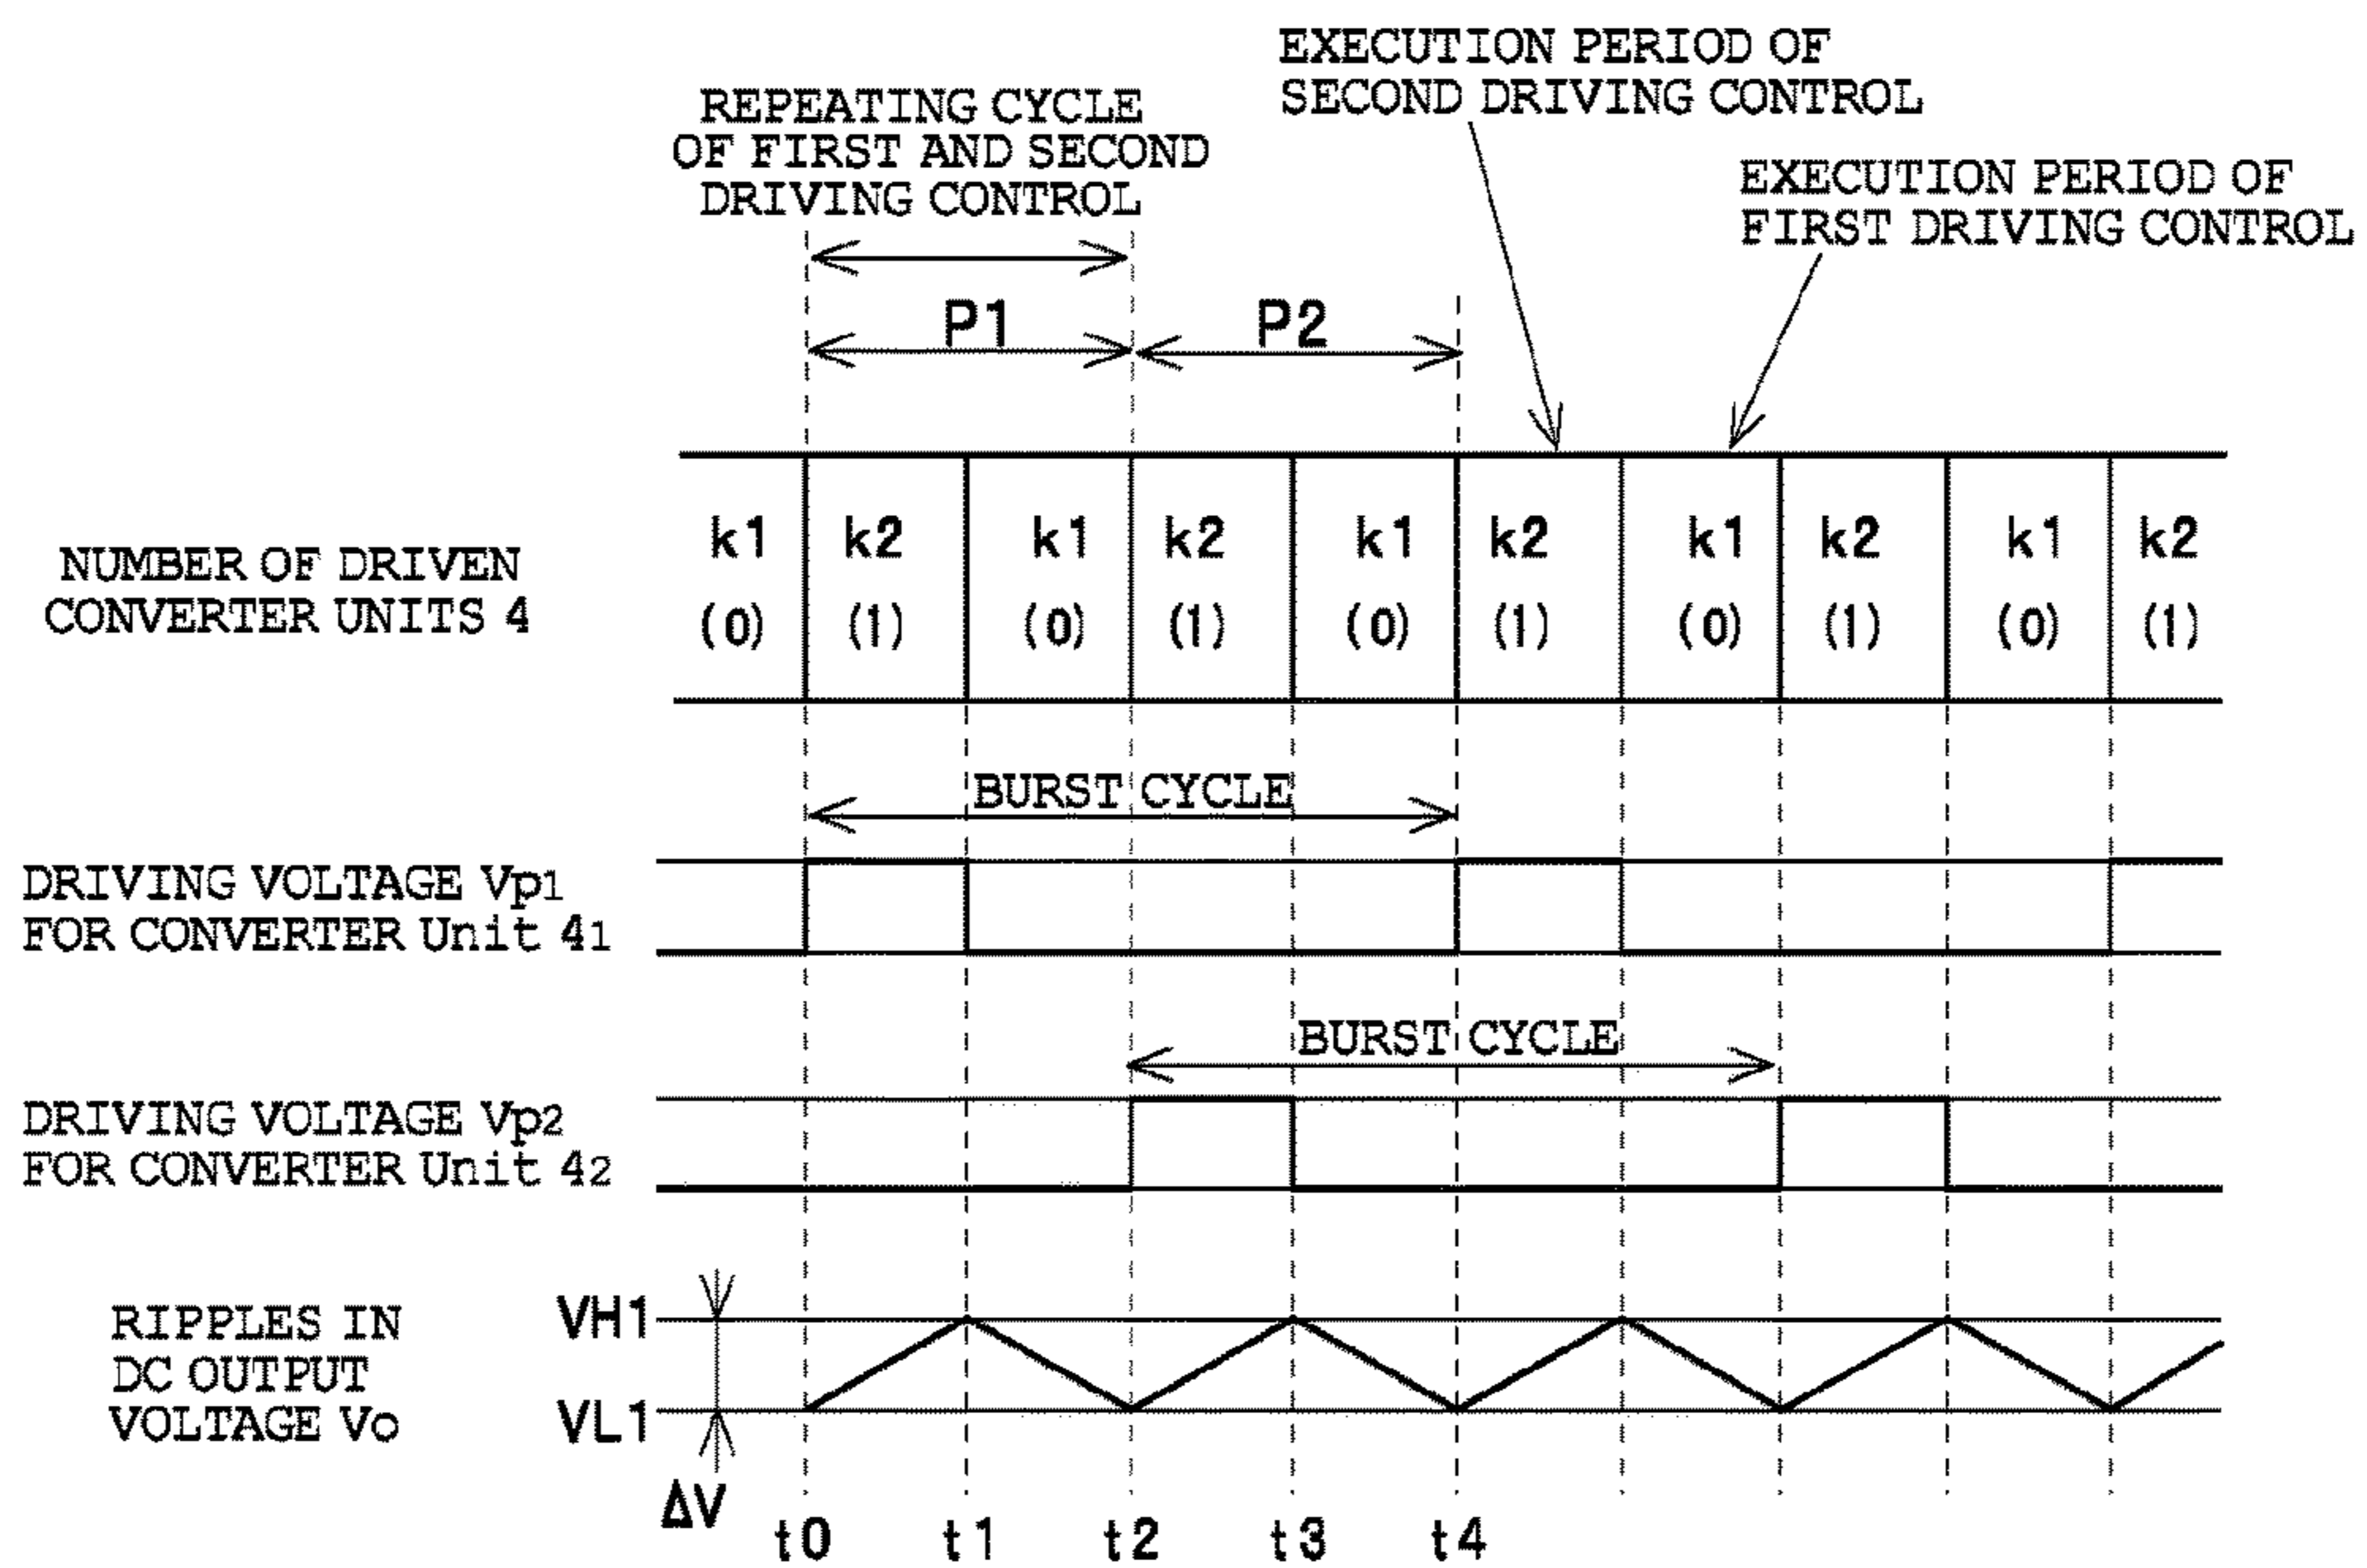 EXECUTION PERIOD OF
SECOND DRIVING CONTROL
REPEATING CYCLE
OF FIRST AND SECOND
DRIVING CONTROL
EXECUTION PERIOD OF
FIRST DRIVING CONTROL
P1 P2
NUMBER OF DRIVEN
CONVERTER UNITS 4
k1 k2 k1 k2 k1 k2 k1 k2 k1 k2
(0) (1) (0) (1) (0) (1) (0) (1) (0) (1)
BURST CYCLE
DRIVING VOLTAGE Vp1
FOR CONVERTER Unit 41
BURST CYCLE
DRIVING VOLTAGE Vp2
FOR CONVERTER Unit 42
RIPPLES IN
DC OUTPUT
VOLTAGE Vo
VH1
VL1
ΔV
t0 t1 t2 t3 t4